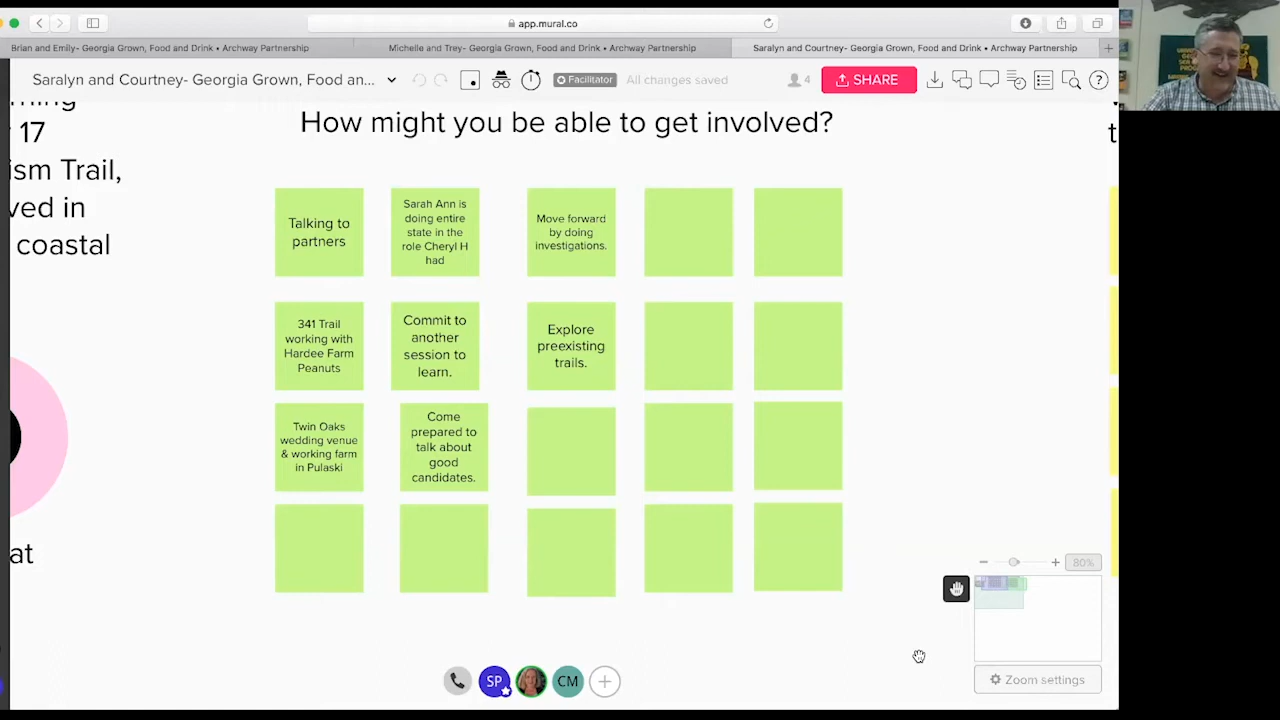 app.mural.co
Brian and Emily- Georgia Grown, Food and Drink • Archway Partnership
Michelle and Trey- Georgia Grown, Food and Drink • Archway Partnership
Saralyn and Courtney- Georgia Grown, Food and Drink • Archway Partnership
Saralyn and Courtney- Georgia Grown, Food an...
Facilitator
All changes saved
4
SHARE
?
17
ism Trail,
ved in
coastal
at
How might you be able to get involved?
Talking to
partners
Sarah Ann is
doing entire
state in the
role Cheryl H
had
Move forward
by doing
investigations.
341 Trail
working with
Hardee Farm
Peanuts
Commit to
another
session to
learn.
Explore
preexisting
trails.
Twin Oaks
wedding venue
& working farm
in Pulaski
Come
prepared to
talk about
good
candidates.
t
80%
SP
CM
Zoom settings